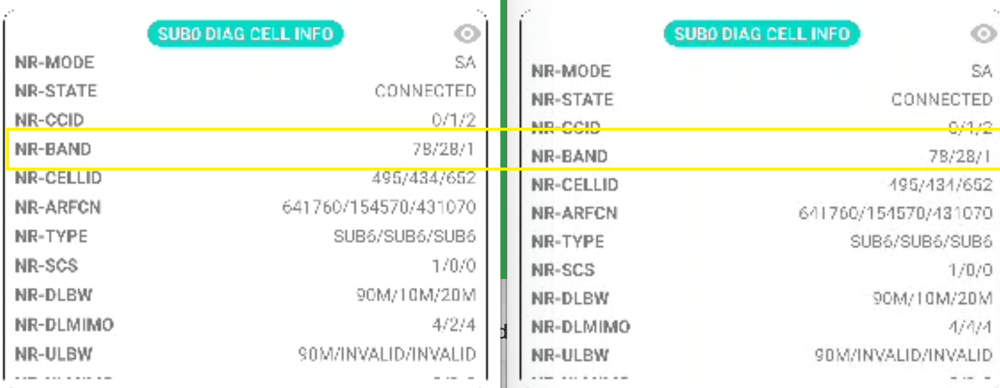 SUB0 DIAG CELL INFO
NR-MODE SA
NR-STATE CONNECTED
NR-CCID 0/1/2
NR-BAND 78/28/1
NR-CELLID 495/434/652
NR-ARFCN 641760/154570/431070
NR-TYPE SUB6/SUB6/SUB6
NR-SCS 1/0/0
NR-DLBW 90M/10M/20M
NR-DLMIMO 4/2/4
NR-ULBW 90M/INVALID/INVALID
d
SUB0 DIAG CELL INFO
NR-MODE SA
NR-STATE CONNECTED
NR-CCID 0/1/2
NR-BAND 78/28/1
NR-CELLID 495/434/652
NR-ARFCN 641760/154570/431070
NR-TYPE SUB6/SUB6/SUB6
NR-SCS 1/0/0
NR-DLBW 90M/10M/20M
NR-DLMIMO 4/4/4
NR-ULBW 90M/INVALID/INVALID